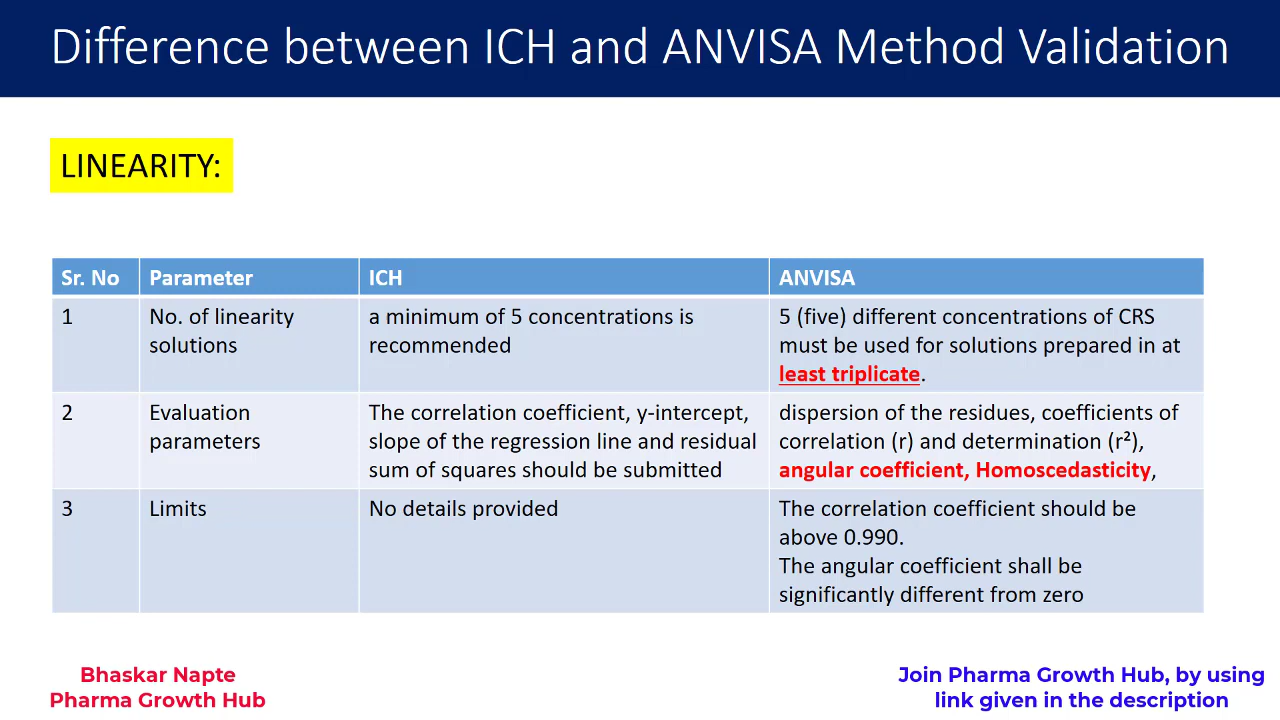 Difference between ICH and ANVISA Method Validation
LINEARITY:
Sr. No Parameter ICH ANVISA
1 No. of linearity solutions a minimum of 5 concentrations is recommended 5 (five) different concentrations of CRS must be used for solutions prepared in at least triplicate.
2 Evaluation parameters The correlation coefficient, y-intercept, slope of the regression line and residual sum of squares should be submitted dispersion of the residues, coefficients of correlation (r) and determination (r²), angular coefficient, Homoscedasticity,
3 Limits No details provided The correlation coefficient should be above 0.990.
The angular coefficient shall be significantly different from zero
Bhaskar Napte
Pharma Growth Hub
Join Pharma Growth Hub, by using
link given in the description